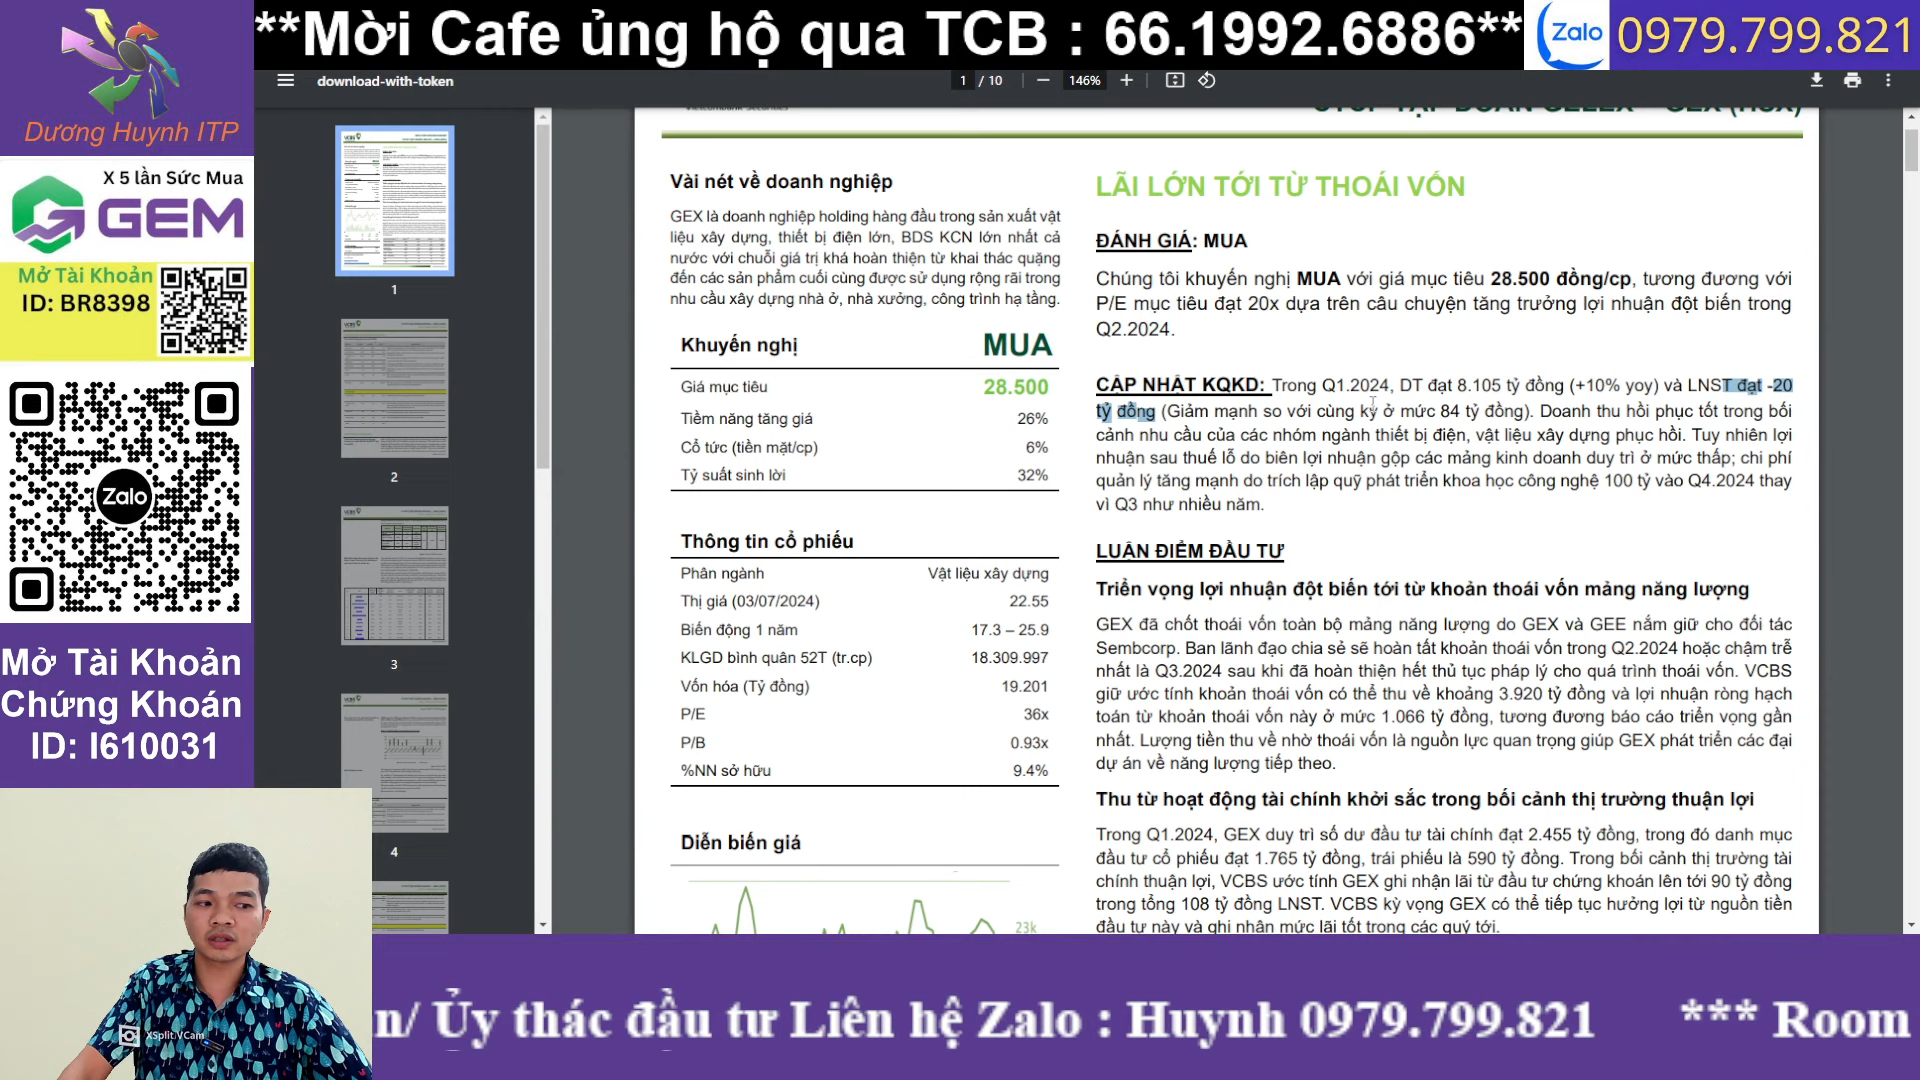 **Mời Cafe ủng hộ qua TCB : 66.1992.6886**
Zalo
0979.799.821
Dương Huynh ITP
X 5 lần Sức Mua
GEM
Mở Tài Khoản
ID: BR8398
Zalo
Mở Tài Khoản
Chứng Khoán
ID: I610031
download-with-token
1 / 10
146%
1
2
3
4
Vài nét về doanh nghiệp
GEX là doanh nghiệp holding hàng đầu trong sản xuất vật
liệu xây dựng, thiết bị điện lớn, BDS KCN lớn nhất cả
nước với chuỗi giá trị khá hoàn thiện từ khai thác quặng
đến các sản phẩm cuối cùng được sử dụng rộng rãi trong
nhu cầu xây dựng nhà ở, nhà xưởng, công trình hạ tầng.
Khuyến nghị MUA
Giá mục tiêu 28.500
Tiềm năng tăng giá 26%
Cổ tức (tiền mặt/cp) 6%
Tỷ suất sinh lời 32%
Thông tin cổ phiếu
Phân ngành Vật liệu xây dựng
Thị giá (03/07/2024) 22.55
Biến động 1 năm 17.3 – 25.9
KLGD bình quân 52T (tr.cp) 18.309.997
Vốn hóa (Tỷ đồng) 19.201
P/E 36x
P/B 0.93x
%NN sở hữu 9.4%
Diễn biến giá
23k
LÃI LỚN TỚI TỪ THOÁI VỐN
ĐÁNH GIÁ: MUA
Chúng tôi khuyến nghị MUA với giá mục tiêu 28.500 đồng/cp, tương đương với
P/E mục tiêu đạt 20x dựa trên câu chuyện tăng trưởng lợi nhuận đột biến trong
Q2.2024.
CẬP NHẬT KQKD: Trong Q1.2024, DT đạt 8.105 tỷ đồng (+10% yoy) và LNST đạt -20
tỷ đồng (Giảm mạnh so với cùng kỳ ở mức 84 tỷ đồng). Doanh thu hồi phục tốt trong bối
cảnh nhu cầu của các nhóm ngành thiết bị điện, vật liệu xây dựng phục hồi. Tuy nhiên lợi
nhuận sau thuế lỗ do biên lợi nhuận gộp các mảng kinh doanh duy trì ở mức thấp; chi phí
quản lý tăng mạnh do trích lập quỹ phát triển khoa học công nghệ 100 tỷ vào Q4.2024 thay
vì Q3 như nhiều năm.
LUẬN ĐIỂM ĐẦU TƯ
Triển vọng lợi nhuận đột biến tới từ khoản thoái vốn mảng năng lượng
GEX đã chốt thoái vốn toàn bộ mảng năng lượng do GEX và GEE nắm giữ cho đối tác
Sembcorp. Ban lãnh đạo chia sẻ sẽ hoàn tất khoản thoái vốn trong Q2.2024 hoặc chậm trễ
nhất là Q3.2024 sau khi đã hoàn thiện hết thủ tục pháp lý cho quá trình thoái vốn. VCBS
giữ ước tính khoản thoái vốn có thể thu về khoảng 3.920 tỷ đồng và lợi nhuận ròng hạch
toán từ khoản thoái vốn này ở mức 1.066 tỷ đồng, tương đương báo cáo triển vọng gần
nhất. Lượng tiền thu về nhờ thoái vốn là nguồn lực quan trọng giúp GEX phát triển các đại
dự án về năng lượng tiếp theo.
Thu từ hoạt động tài chính khởi sắc trong bối cảnh thị trường thuận lợi
Trong Q1.2024, GEX duy trì số dư đầu tư tài chính đạt 2.455 tỷ đồng, trong đó danh mục
đầu tư cổ phiếu đạt 1.765 tỷ đồng, trái phiếu là 590 tỷ đồng. Trong bối cảnh thị trường tài
chính thuận lợi, VCBS ước tính GEX ghi nhận lãi từ đầu tư chứng khoán lên tới 90 tỷ đồng
trong tổng 108 tỷ đồng LNST. VCBS kỳ vọng GEX có thể tiếp tục hưởng lợi từ nguồn tiền
đầu tư này và ghi nhận mức lãi tốt trong các quý tới.
XSplit VCam
n/ Ủy thác đầu tư Liên hệ Zalo : Huynh 0979.799.821 *** Room